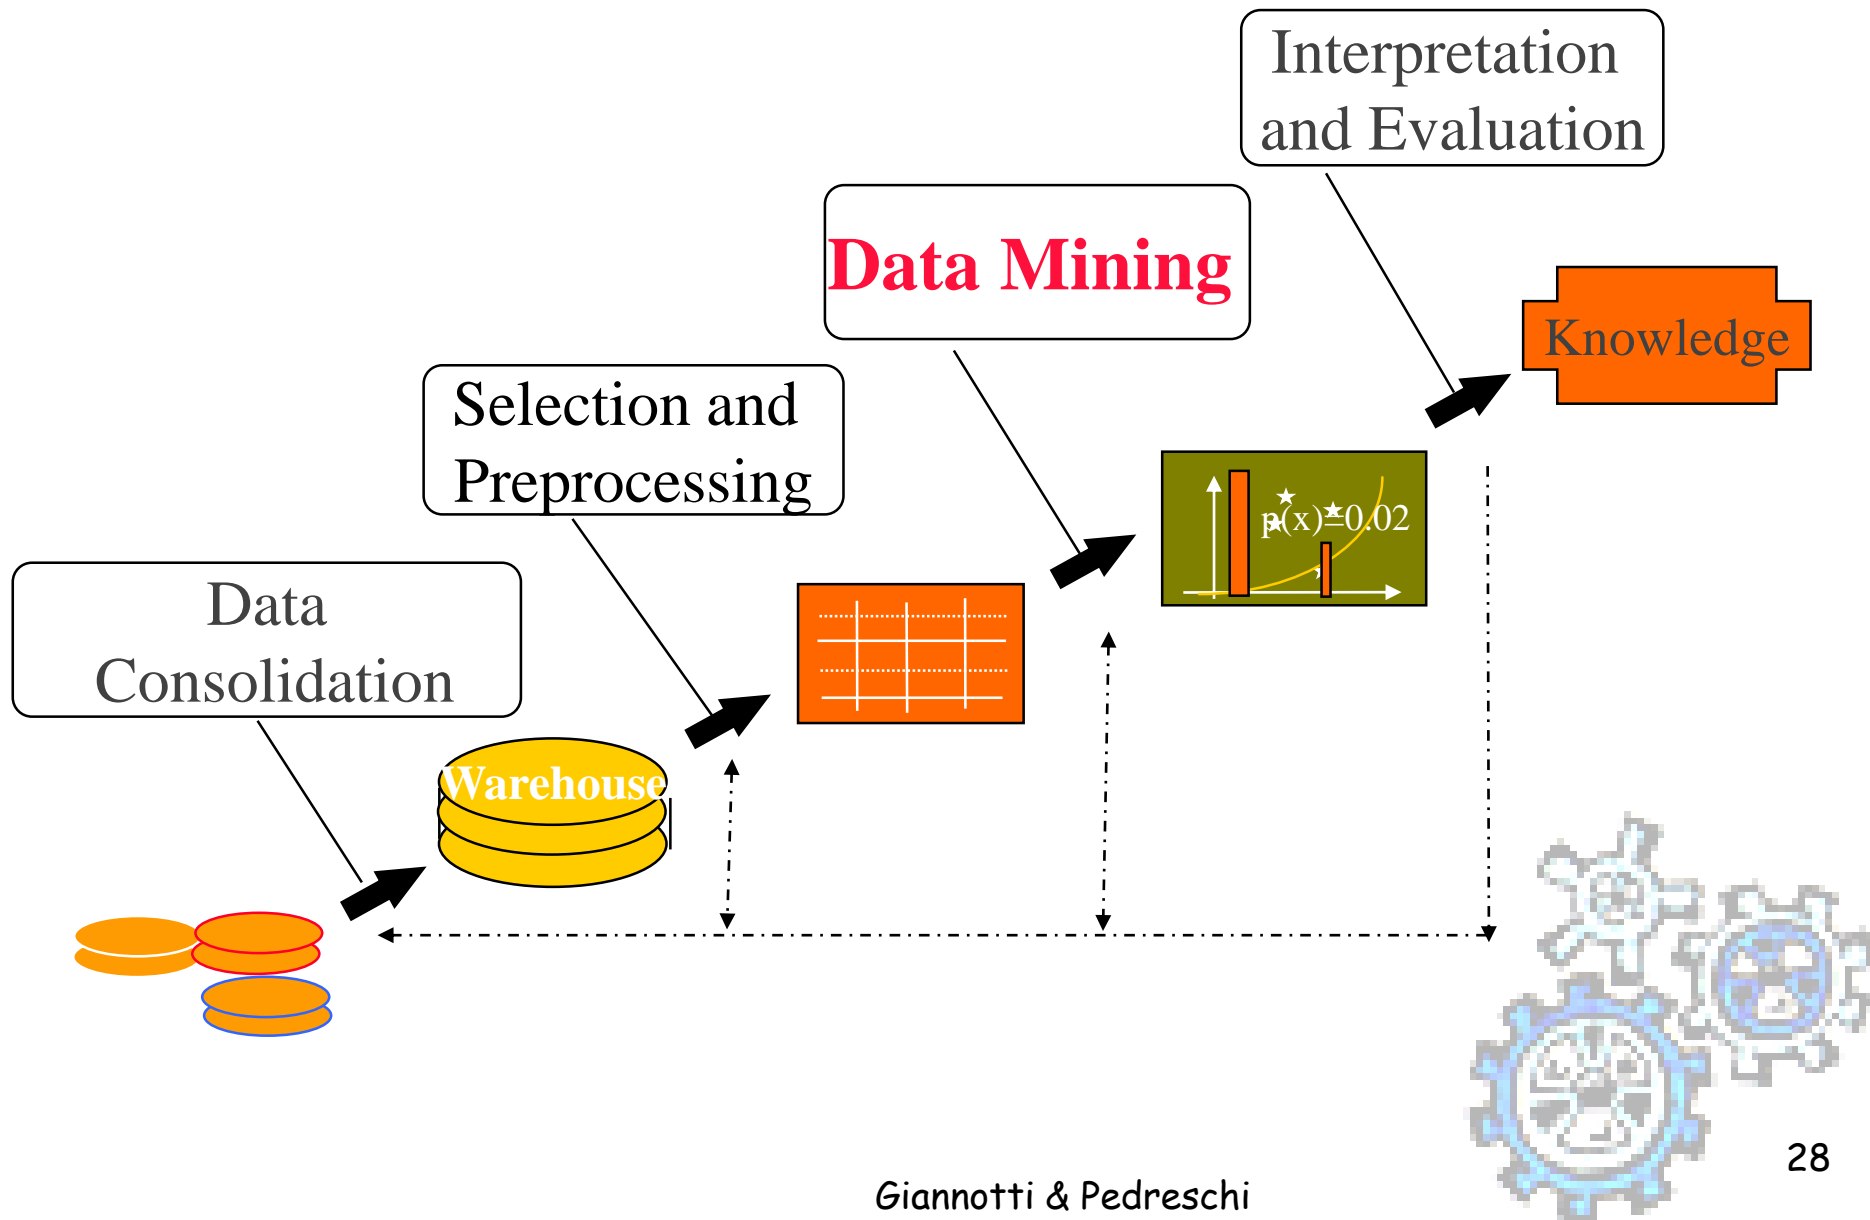 Interpretation
and Evaluation
Data Mining
Knowledge
Selection and
Preprocessing
p(x)=0.02
Data
Consolidation
Warehouse
28
Giannotti & Pedreschi